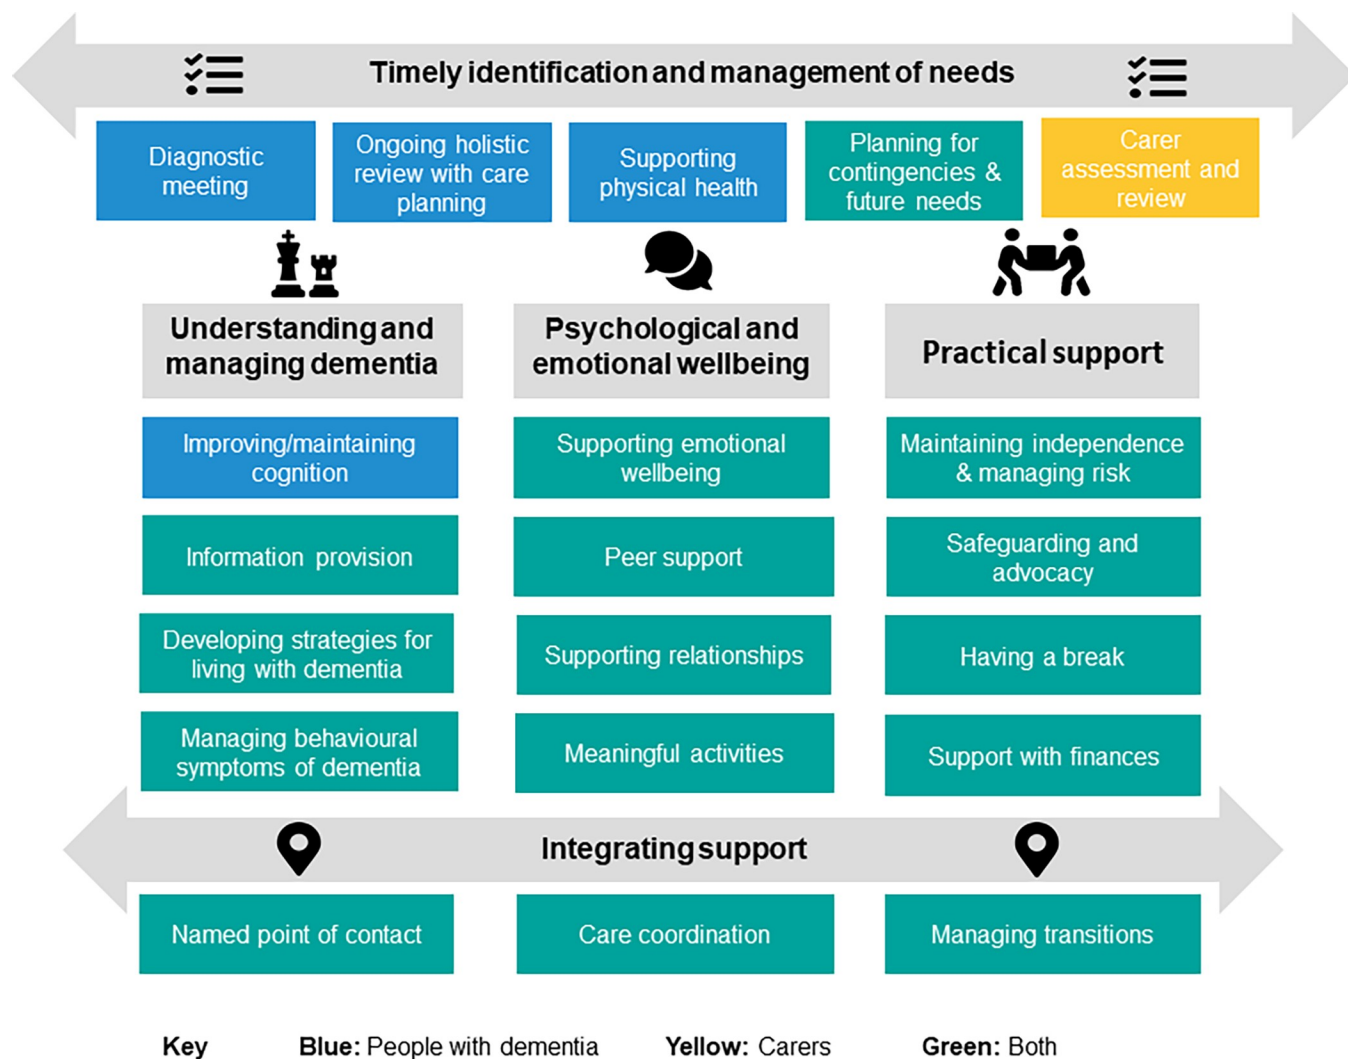 Timely identification and management of needs
Diagnostic
meeting
Ongoing holistic
review with care
planning
Supporting
physical health
Planning for
contingencies &
future needs
Carer
assessment and
review
Understanding and
managing dementia
Psychological and
emotional wellbeing
Practical support
Improving/maintaining
cognition
Supporting emotional
wellbeing
Maintaining independence
& managing risk
Information provision
Peer support
Safeguarding and
advocacy
Developing strategies for
living with dementia
Supporting relationships
Having a break
Managing behavioural
symptoms of dementia
Meaningful activities
Support with finances
Integrating support
Named point of contact
Care coordination
Managing transitions
Key Blue: People with dementia Yellow: Carers Green: Both